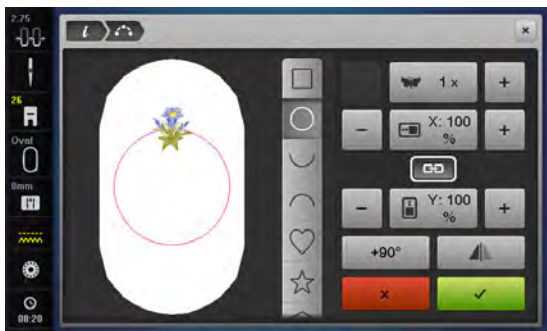 2.75
i
×
1 x
+
26
−
X: 100
%
+
Oval
0mm
−
Y: 100
%
+
+90°
×
08:20